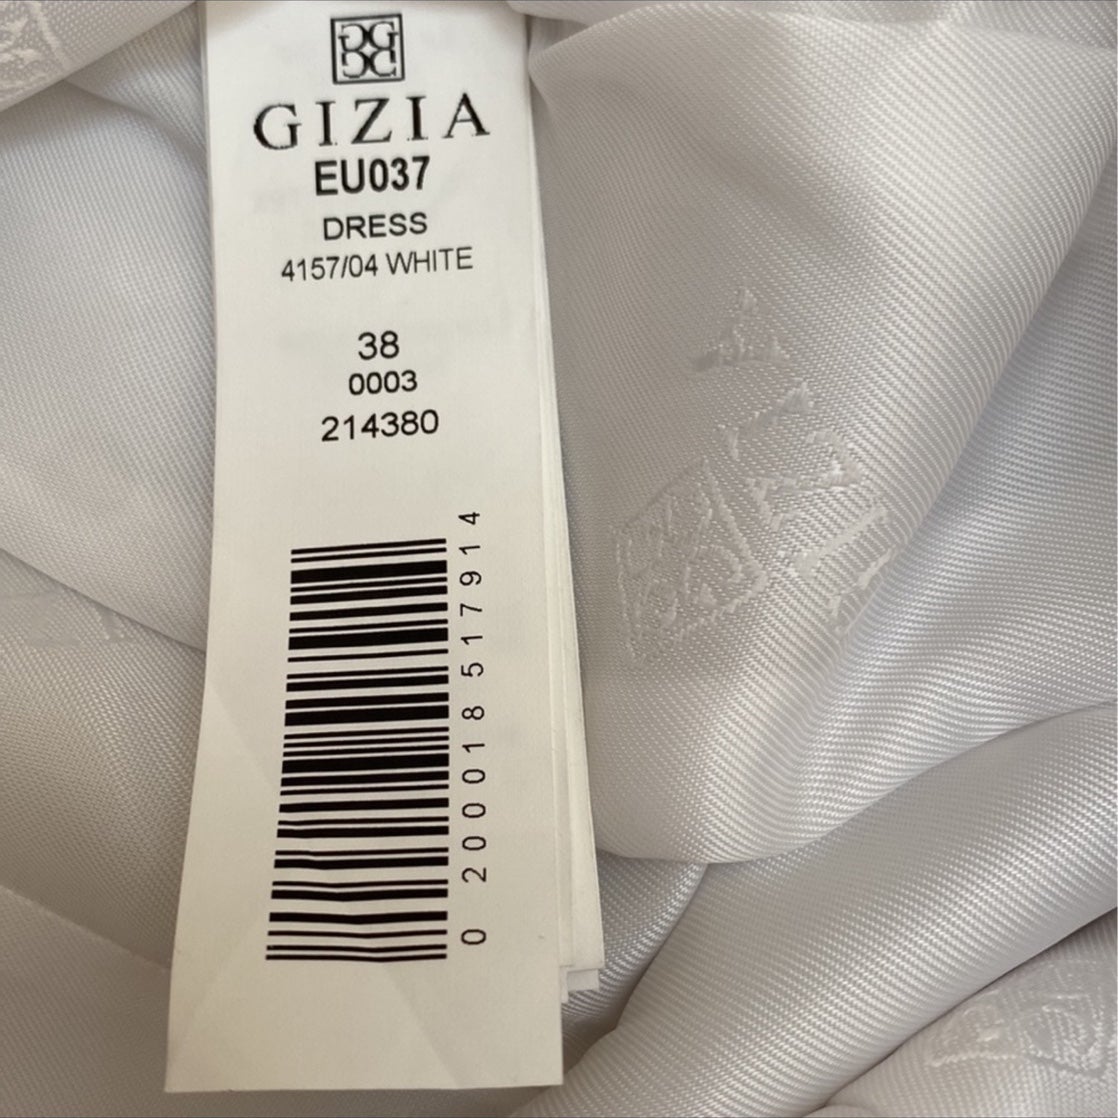 GIZIA
EU037
DRESS
4157/04 WHITE
38
0003
214380
0 200018 517914